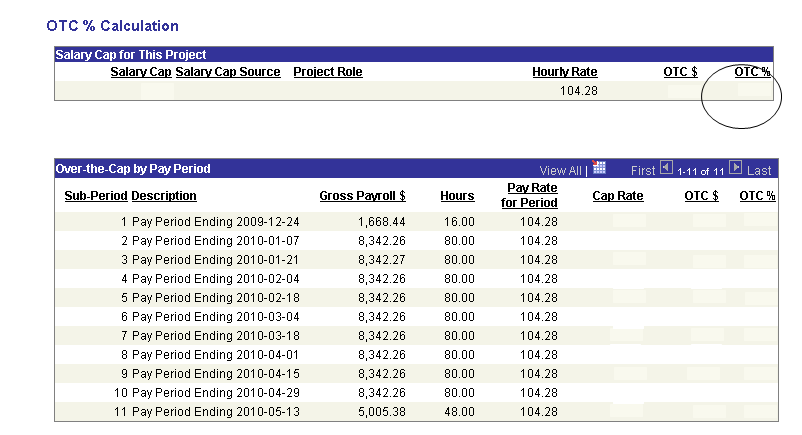 OTC % Calculation
Salary Cap for This Project
Salary Cap Salary Cap Source Project Role Hourly Rate OTC $ OTC %
104.28
Over-the-Cap by Pay Period View All | First 1-11 of 11 Last
Sub-Period Description Gross Payroll $ Hours Pay Rate for Period Cap Rate OTC $ OTC %
1 Pay Period Ending 2009-12-24 1,668.44 16.00 104.28
2 Pay Period Ending 2010-01-07 8,342.26 80.00 104.28
3 Pay Period Ending 2010-01-21 8,342.27 80.00 104.28
4 Pay Period Ending 2010-02-04 8,342.26 80.00 104.28
5 Pay Period Ending 2010-02-18 8,342.26 80.00 104.28
6 Pay Period Ending 2010-03-04 8,342.26 80.00 104.28
7 Pay Period Ending 2010-03-18 8,342.26 80.00 104.28
8 Pay Period Ending 2010-04-01 8,342.26 80.00 104.28
9 Pay Period Ending 2010-04-15 8,342.26 80.00 104.28
10 Pay Period Ending 2010-04-29 8,342.26 80.00 104.28
11 Pay Period Ending 2010-05-13 5,005.38 48.00 104.28